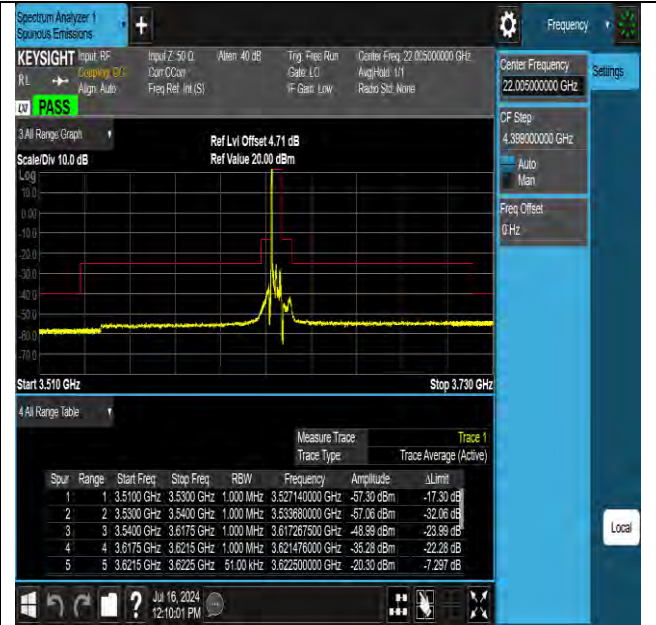 Spectrum Analyzer 1
Spurious Emissions
Frequency
KEYSIGHT Input: RF Input Z: 50 Ω Atten: 40 dB Trig: Free Run Center Freq: 22.005000000 GHz
RL Coupling: DC Corr CCorr Gate: LO Avg|Hold: 1/1
Align: Auto Freq Ref: Int (S) IF Gain: Low Radio Std: None
LXI PASS
Center Frequency
22.005000000 GHz
Settings
CF Step
4.399000000 GHz
Auto
Man
Freq Offset
0 Hz
3 All Range Graph
Ref Lvl Offset 4.71 dB
Scale/Div 10.0 dB Ref Value 20.00 dBm
Log
10.0
0.00
-10.0
-20.0
-30.0
-40.0
-50.0
-60.0
-70.0
Start 3.510 GHz Stop 3.730 GHz
4 All Range Table
Measure Trace Trace 1
Trace Type Trace Average (Active)
Spur Range Start Freq Stop Freq RBW Frequency Amplitude ΔLimit
1 1 3.5100 GHz 3.5300 GHz 1.000 MHz 3.527140000 GHz -57.30 dBm -17.30 dB
2 2 3.5300 GHz 3.5400 GHz 1.000 MHz 3.533680000 GHz -57.06 dBm -32.06 dB
3 3 3.5400 GHz 3.6175 GHz 1.000 MHz 3.617267500 GHz -48.99 dBm -23.99 dB
4 4 3.6175 GHz 3.6215 GHz 1.000 MHz 3.621476000 GHz -35.28 dBm -22.28 dB
5 5 3.6215 GHz 3.6225 GHz 51.00 kHz 3.622500000 GHz -20.30 dBm -7.297 dB
Local
?
Jul 16, 2024
12:10:01 PM